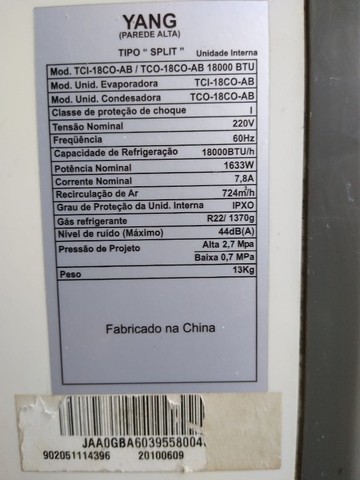 YANG
(PAREDE ALTA)
TIPO " SPLIT " Unidade Interna
Mod. TCI-18CO-AB / TCO-18CO-AB 18000 BTU
Mod. Unid. Evaporadora TCI-18CO-AB
Mod. Unid. Condesadora TCO-18CO-AB
Classe de proteção de choque I
Tensão Nominal 220V
Freqüência 60Hz
Capacidade de Refrigeração 18000BTU/h
Potência Nominal 1633W
Corrente Nominal 7,8A
Recirculação de Ar 724m³/h
Grau de Proteção da Unid. Interna IPXO
Gás refrigerante R22/ 1370g
Nivel de ruído (Máximo) 44dB(A)
Pressão de Projeto Alta 2,7 Mpa
Baixa 0,7 MPa
Peso 13Kg
Fabricado na China
JAA0GBA6039558004
902051114396 20100609